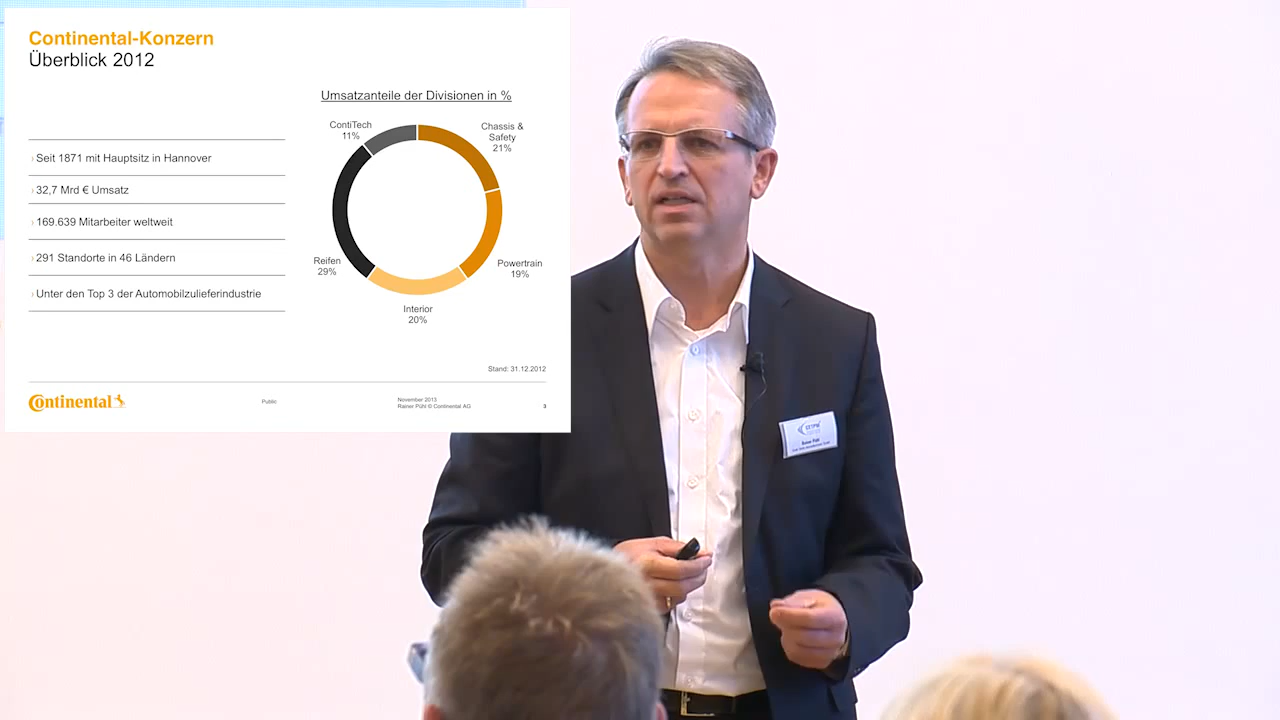 Continental-Konzern
Überblick 2012
Umsatzanteile der Divisionen in %
ContiTech
11%
Chassis &
Safety
21%
› Seit 1871 mit Hauptsitz in Hannover
› 32,7 Mrd € Umsatz
› 169.639 Mitarbeiter weltweit
› 291 Standorte in 46 Ländern
› Unter den Top 3 der Automobilzulieferindustrie
Reifen
29%
Powertrain
19%
Interior
20%
Stand: 31.12.2012
Continental
Public
November 2013
Rainer Pühl © Continental AG
3
CETPM